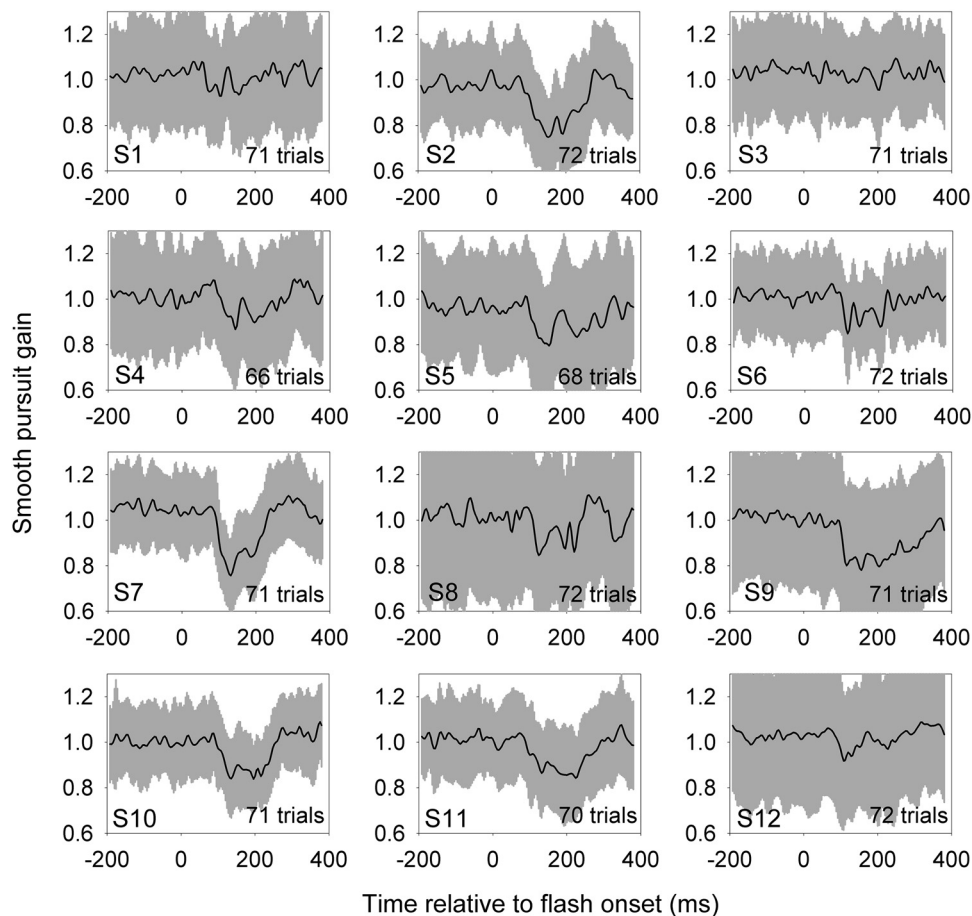 Smooth pursuit gain
1.2 1.2 1.2
1.0 1.0 1.0
0.8 0.8 0.8
S1 71 trials S2 72 trials S3 71 trials
0.6 0.6 0.6
-200 0 200 400 -200 0 200 400 -200 0 200 400
1.2 1.2 1.2
1.0 1.0 1.0
0.8 0.8 0.8
S4 66 trials S5 68 trials S6 72 trials
0.6 0.6 0.6
-200 0 200 400 -200 0 200 400 -200 0 200 400
1.2 1.2 1.2
1.0 1.0 1.0
0.8 0.8 0.8
S7 71 trials S8 72 trials S9 71 trials
0.6 0.6 0.6
-200 0 200 400 -200 0 200 400 -200 0 200 400
1.2 1.2 1.2
1.0 1.0 1.0
0.8 0.8 0.8
S10 71 trials S11 70 trials S12 72 trials
0.6 0.6 0.6
-200 0 200 400 -200 0 200 400 -200 0 200 400
Time relative to flash onset (ms)